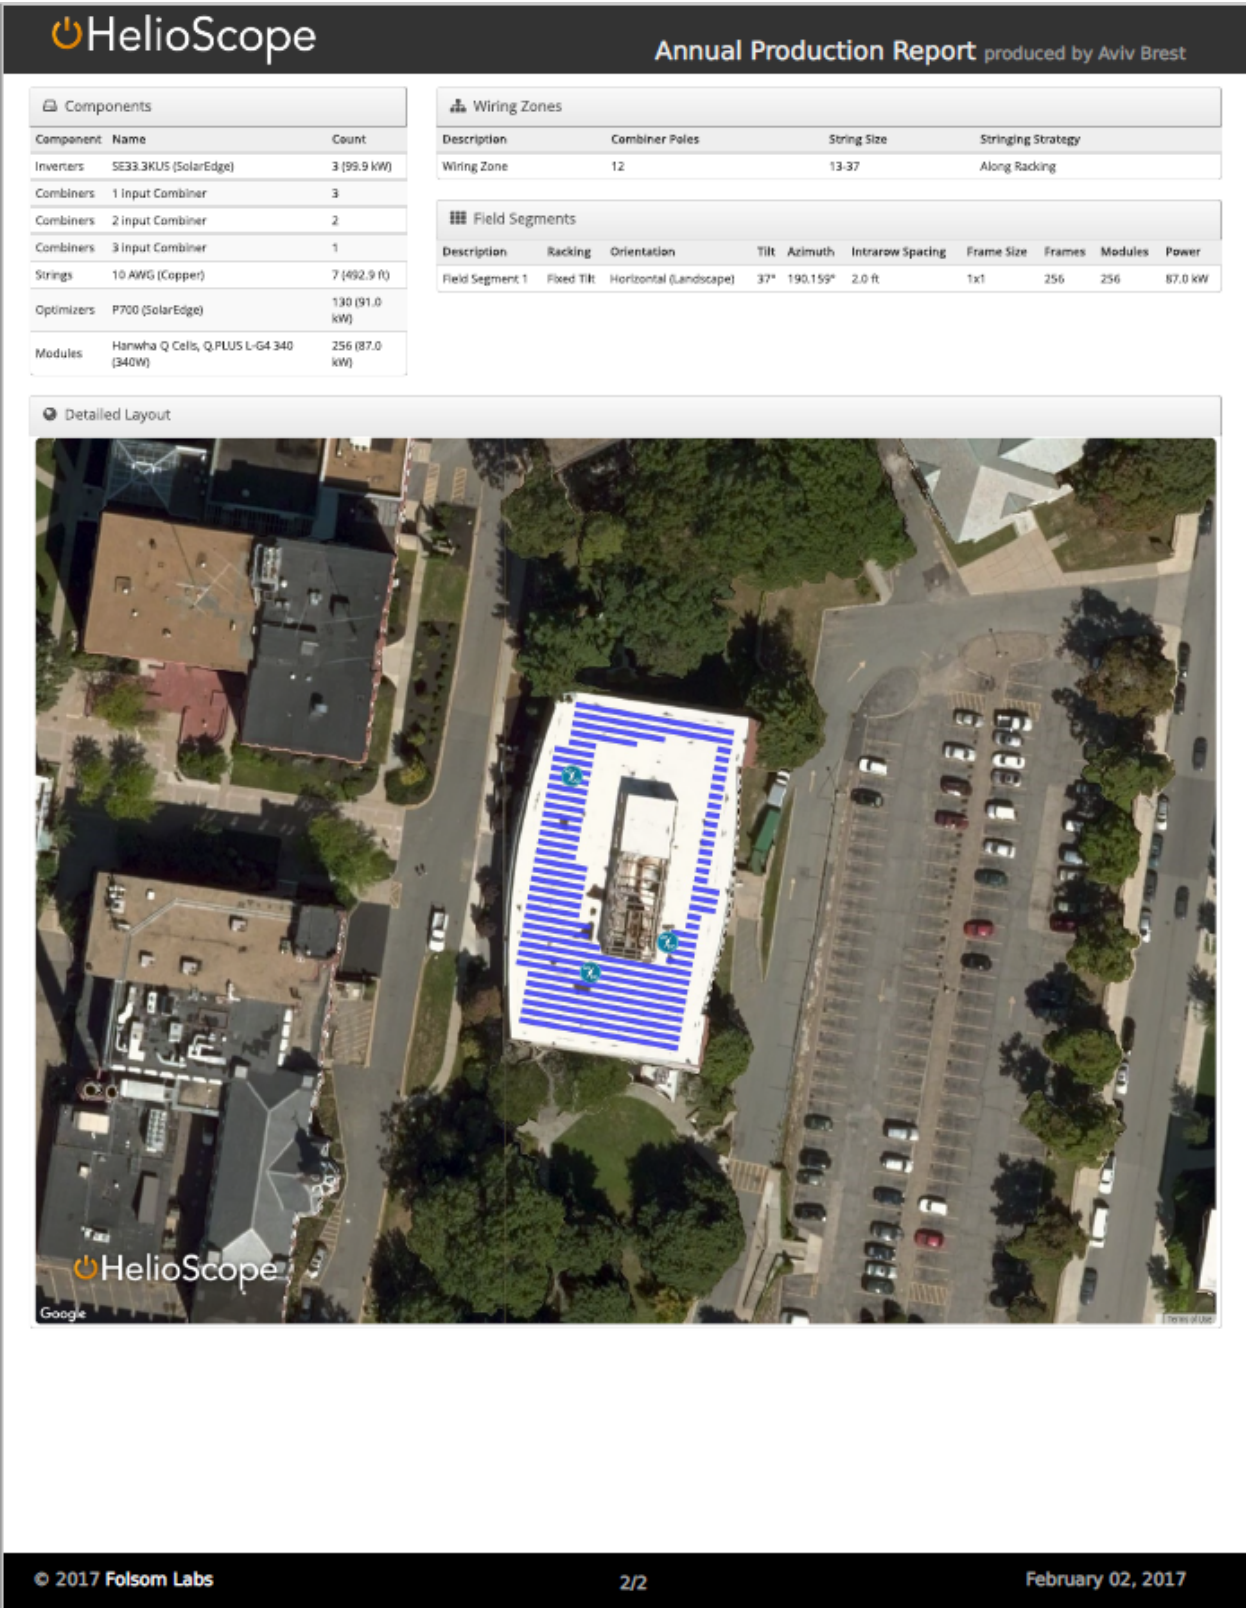 HelioScope
Annual Production Report produced by Aviv Brest
Components
Component Name Count
Inverters SE33.3KUS (SolarEdge) 3 (99.9 kW)
Combiners 1 input Combiner 3
Combiners 2 input Combiner 2
Combiners 3 input Combiner 1
Strings 10 AWG (Copper) 7 (492.9 ft)
Optimizers P700 (SolarEdge) 130 (91.0
kW)
Modules Hanwha Q Cells, Q.PLUS L-G4 340
(340W) 256 (87.0
kW)
Wiring Zones
Description Combiner Poles String Size Stringing Strategy
Wiring Zone 12 13-37 Along Racking
Field Segments
Description Racking Orientation Tilt Azimuth Intrarow Spacing Frame Size Frames Modules Power
Field Segment 1 Fixed Tilt Horizontal (Landscape) 37° 190.159° 2.0 ft 1x1 256 256 87.0 kW
Detailed Layout
HelioScope
Google
Terms of Use
© 2017 Folsom Labs
2/2
February 02, 2017